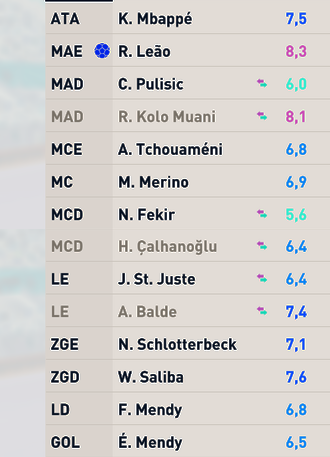 ATA K. Mbappé 7,5
MAE R. Leão 8,3
MAD C. Pulisic 6,0
MAD R. Kolo Muani 8,1
MCE A. Tchouaméni 6,8
MC M. Merino 6,9
MCD N. Fekir 5,6
MCD H. Çalhanoğlu 6,4
LE J. St. Juste 6,4
LE A. Balde 7,4
ZGE N. Schlotterbeck 7,1
ZGD W. Saliba 7,6
LD F. Mendy 6,8
GOL É. Mendy 6,5